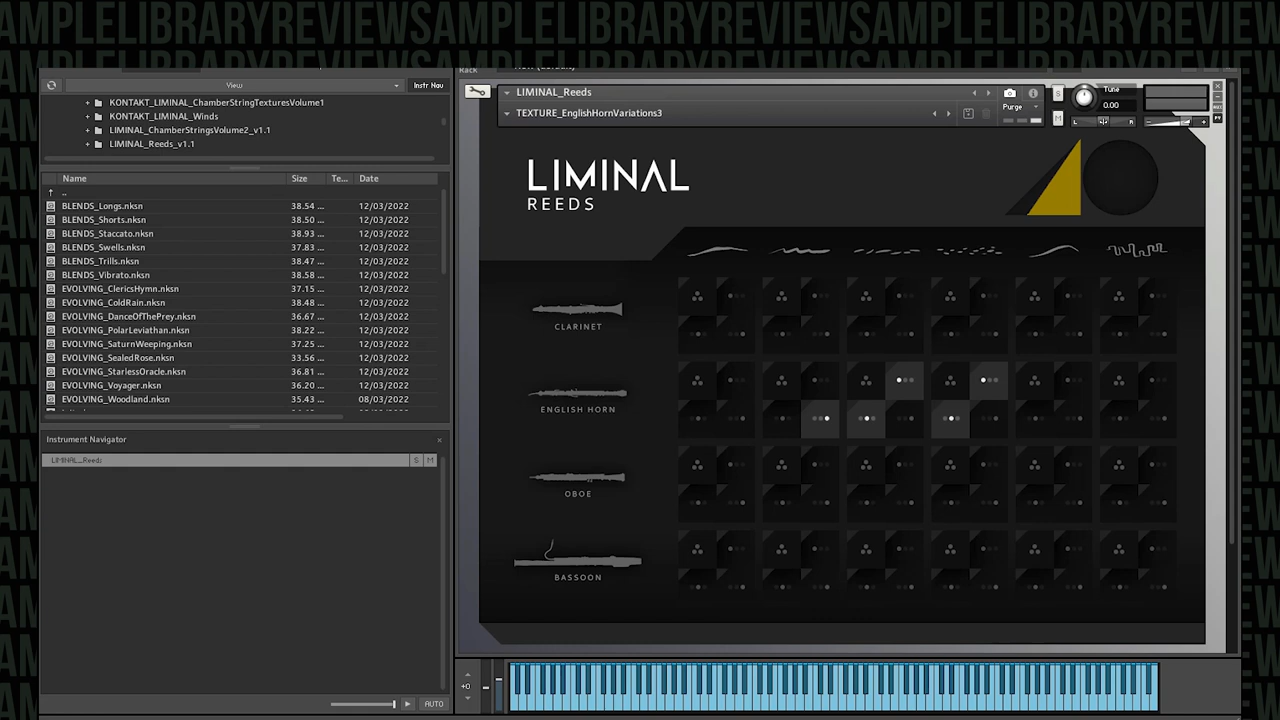 AMPLELIBRARYREVIEWSAMPLELIBRARYREVIEWSAMPLELIBRARYREVIEWS
View
Instr Nav
KONTAKT_LIMINAL_ChamberStringTexturesVolume1
KONTAKT_LIMINAL_Winds
LIMINAL_ChamberStringsVolume2_v1.1
LIMINAL_Reeds_v1.1
Name Size Te... Date
..
BLENDS_Longs.nksn 38.54 ... 12/03/2022
BLENDS_Shorts.nksn 38.50 ... 12/03/2022
BLENDS_Staccato.nksn 38.93 ... 12/03/2022
BLENDS_Swells.nksn 37.83 ... 12/03/2022
BLENDS_Trills.nksn 38.47 ... 12/03/2022
BLENDS_Vibrato.nksn 38.58 ... 12/03/2022
EVOLVING_ClericsHymn.nksn 37.15 ... 12/03/2022
EVOLVING_ColdRain.nksn 38.48 ... 12/03/2022
EVOLVING_DanceOfThePrey.nksn 36.67 ... 12/03/2022
EVOLVING_PolarLeviathan.nksn 38.22 ... 12/03/2022
EVOLVING_SaturnWeeping.nksn 37.25 ... 12/03/2022
EVOLVING_SealedRose.nksn 33.56 ... 12/03/2022
EVOLVING_StarlessOracle.nksn 36.81 ... 12/03/2022
EVOLVING_Voyager.nksn 36.20 ... 12/03/2022
EVOLVING_Woodland.nksn 35.43 ... 08/03/2022
Instrument Navigator
LIMINAL_Reeds S M
AUTO
Rack
LIMINAL_Reeds
TEXTURE_EnglishHornVariations3
Purge
S
M
Tune
0.00
L R
- +
LIMINAL
REEDS
CLARINET
ENGLISH HORN
OBOE
BASSOON
+0